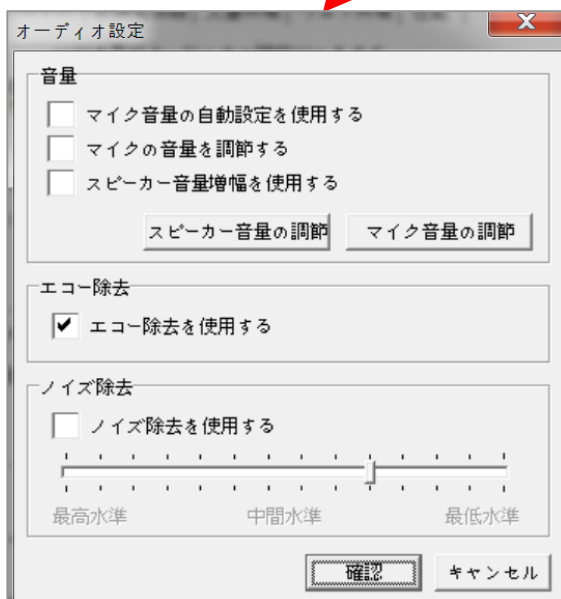 オーディオ設定
音量
マイク音量の自動設定を使用する
マイクの音量を調節する
スピーカー音量増幅を使用する
スピーカー音量の調節 マイク音量の調節
エコー除去
エコー除去を使用する
ノイズ除去
ノイズ除去を使用する
最高水準 中間水準 最低水準
確認 キャンセル